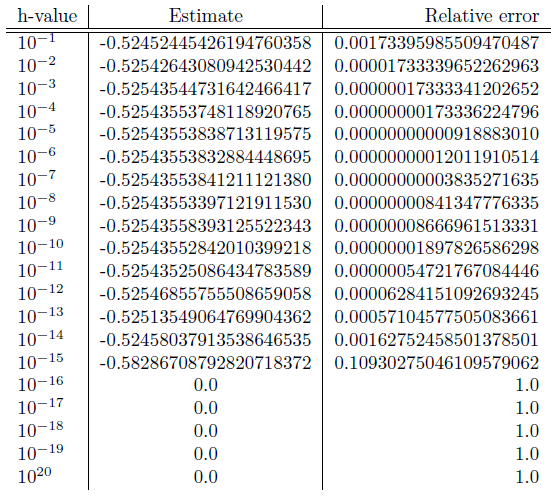 h-value Estimate Relative error
10⁻¹ -0.52452445426194760358 0.00173395985509470487
10⁻² -0.52542643080942530442 0.00001733339652262963
10⁻³ -0.52543544731642466417 0.00000017333341202652
10⁻⁴ -0.52543553748118920765 0.00000000173336224796
10⁻⁵ -0.52543553838713119575 0.00000000000918883010
10⁻⁶ -0.52543553832884448695 0.00000000012011910514
10⁻⁷ -0.52543553841211121380 0.00000000003835271635
10⁻⁸ -0.52543553397121911530 0.00000000841347776335
10⁻⁹ -0.52543558393125522343 0.00000008666961513331
10⁻¹⁰ -0.52543552842010399218 0.00000001897826586298
10⁻¹¹ -0.52543525086434783589 0.00000054721767084446
10⁻¹² -0.52546855755508659058 0.00006284151092693245
10⁻¹³ -0.52513549064769904362 0.00057104577505083661
10⁻¹⁴ -0.52458037913538646535 0.00162752458501378501
10⁻¹⁵ -0.58286708792820718372 0.10930275046109579062
10⁻¹⁶ 0.0 1.0
10⁻¹⁷ 0.0 1.0
10⁻¹⁸ 0.0 1.0
10⁻¹⁹ 0.0 1.0
10²⁰ 0.0 1.0